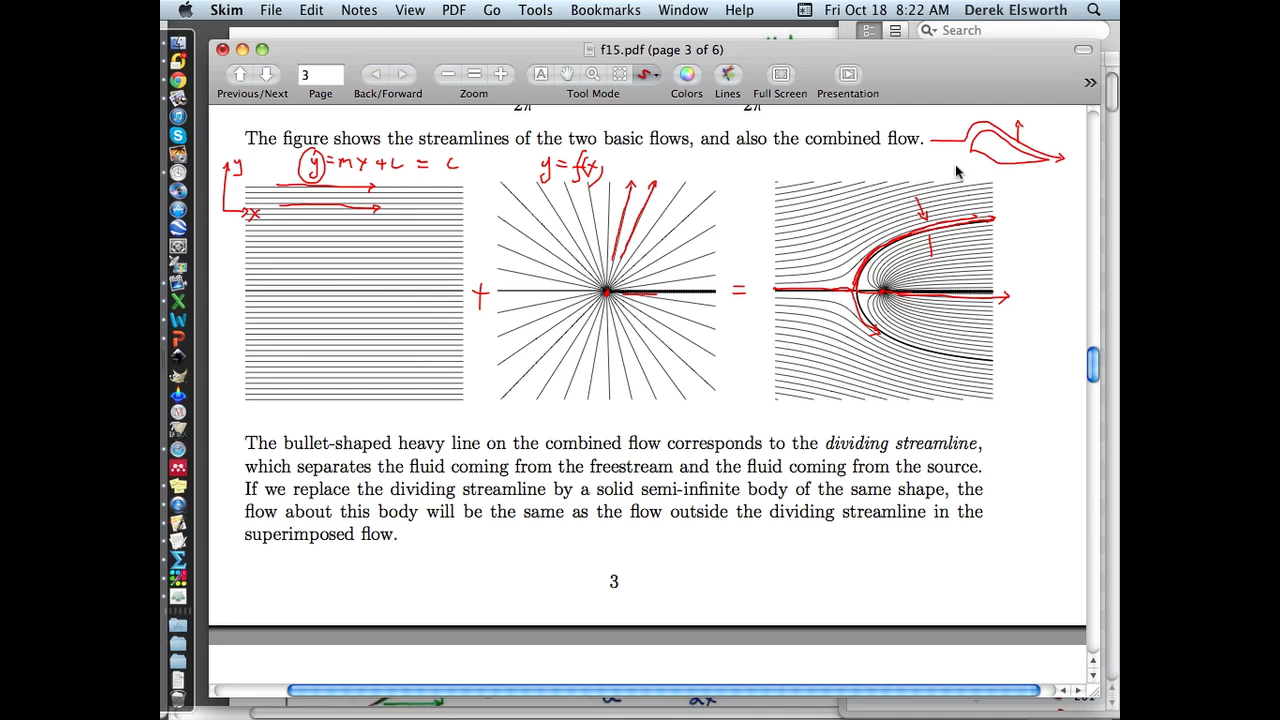 Skim File Edit Notes View PDF Go Tools Bookmarks Window Help Fri Oct 18 8:22 AM Derek Elsworth
Search
f15.pdf (page 3 of 6)
3
Previous/Next Page Back/Forward Zoom Tool Mode Colors Lines Full Screen Presentation
2π 2π
The figure shows the streamlines of the two basic flows, and also the combined flow.
y y=mx+c = c y=f(x)
x
+ =
The bullet-shaped heavy line on the combined flow corresponds to the dividing streamline,
which separates the fluid coming from the freestream and the fluid coming from the source.
If we replace the dividing streamline by a solid semi-infinite body of the same shape, the
flow about this body will be the same as the flow outside the dividing streamline in the
superimposed flow.
3